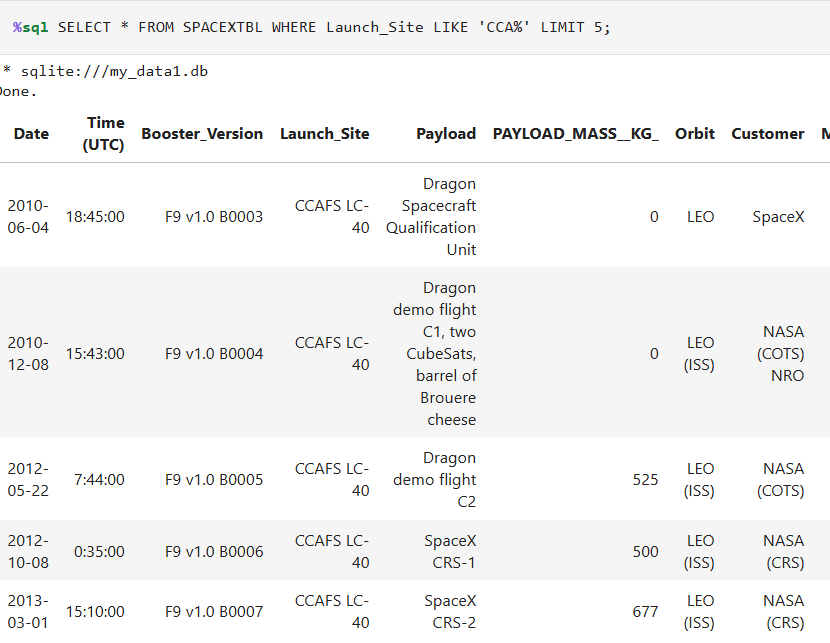 %sql SELECT * FROM SPACEXTBL WHERE Launch_Site LIKE 'CCA%' LIMIT 5;
* sqlite:///my_data1.db
Done.
Date Time (UTC) Booster_Version Launch_Site Payload PAYLOAD_MASS__KG_ Orbit Customer
2010-06-04 18:45:00 F9 v1.0 B0003 CCAFS LC-40 Dragon Spacecraft Qualification Unit 0 LEO SpaceX
2010-12-08 15:43:00 F9 v1.0 B0004 CCAFS LC-40 Dragon demo flight C1, two CubeSats, barrel of Brouere cheese 0 LEO (ISS) NASA (COTS) NRO
2012-05-22 7:44:00 F9 v1.0 B0005 CCAFS LC-40 Dragon demo flight C2 525 LEO (ISS) NASA (COTS)
2012-10-08 0:35:00 F9 v1.0 B0006 CCAFS LC-40 SpaceX CRS-1 500 LEO (ISS) NASA (CRS)
2013-03-01 15:10:00 F9 v1.0 B0007 CCAFS LC-40 SpaceX CRS-2 677 LEO (ISS) NASA (CRS)